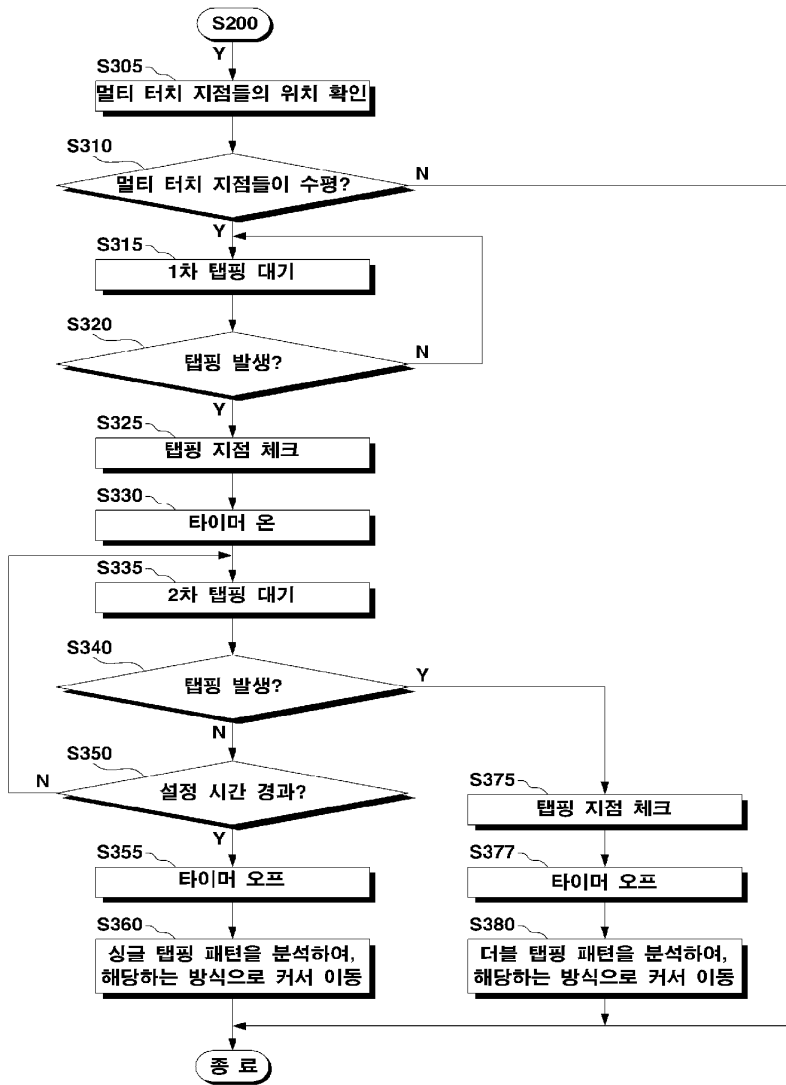 S200
Y
S305
멀티 터치 지점들의 위치 확인
S310
멀티 터치 지점들이 수평?
N
Y
S315
1차 탭핑 대기
S320
탭핑 발생?
N
Y
S325
탭핑 지점 체크
S330
타이머 온
S335
2차 탭핑 대기
S340
탭핑 발생?
Y
N
S350
N
설정 시간 경과?
Y
S375
탭핑 지점 체크
S355
타이머 오프
S377
타이머 오프
S360
싱글 탭핑 패턴을 분석하여,
해당하는 방식으로 커서 이동
S380
더블 탭핑 패턴을 분석하여,
해당하는 방식으로 커서 이동
종 료